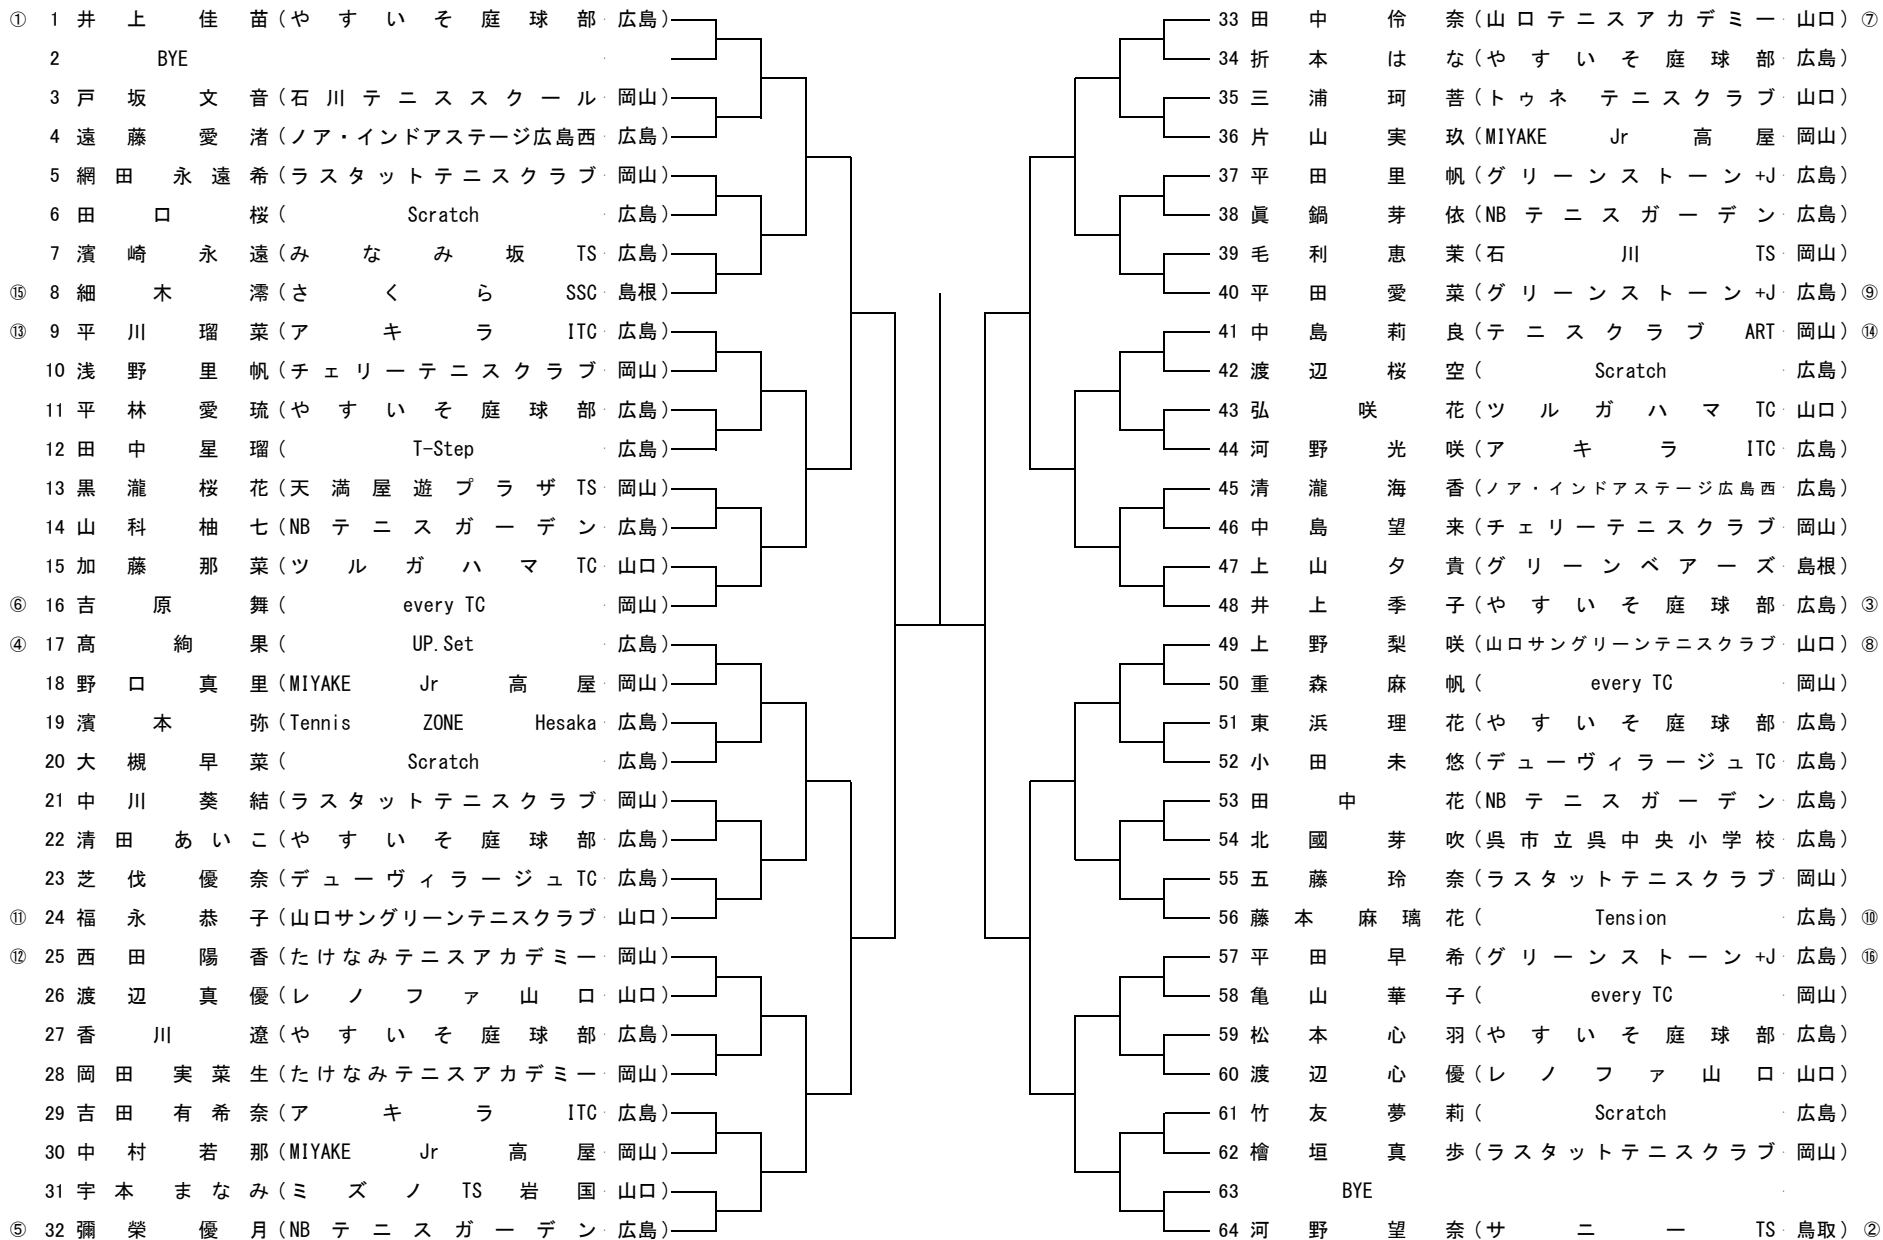 ① 1 井上佳苗(やすいそ庭球部 広島)
2 BYE
3 戸坂文音(石川テニススクール 岡山)
4 遠藤愛渚(ノア・インドアステージ広島西 広島)
5 網田永遠希(ラスタットテニスクラブ 岡山)
6 田口桜(Scratch 広島)
7 濱崎永遠(みなみ坂TS 広島)
⑮ 8 細木澪(さくらSSC 島根)
⑬ 9 平川瑠菜(アキラITC 広島)
10 浅野里帆(チェリーテニスクラブ 岡山)
11 平林愛琉(やすいそ庭球部 広島)
12 田中星瑠(T-Step 広島)
13 黒瀧桜花(天満屋遊プラザTS 岡山)
14 山科柚七(NBテニスガーデン 広島)
15 加藤那菜(ツルガハマTC 山口)
⑥ 16 吉原舞(every TC 岡山)
④ 17 髙絢果(UP.Set 広島)
18 野口真里(MIYAKE Jr 高屋 岡山)
19 濱本弥(Tennis ZONE Hesaka 広島)
20 大槻早菜(Scratch 広島)
21 中川葵結(ラスタットテニスクラブ 岡山)
22 清田あいこ(やすいそ庭球部 広島)
23 芝伐優奈(デューヴィラージュTC 広島)
⑪ 24 福永恭子(山口サングリーンテニスクラブ 山口)
⑫ 25 西田陽香(たけなみテニスアカデミー 岡山)
26 渡辺真優(レノファ山口 山口)
27 香川遼(やすいそ庭球部 広島)
28 岡田実菜生(たけなみテニスアカデミー 岡山)
29 吉田有希奈(アキラITC 広島)
30 中村若那(MIYAKE Jr 高屋 岡山)
31 宇本まなみ(ミズノTS岩国 山口)
⑤ 32 彌榮優月(NBテニスガーデン 広島)
33 田中伶奈(山口テニスアカデミー 山口) ⑦
34 折本はな(やすいそ庭球部 広島)
35 三浦珂菩(トゥネ テニスクラブ 山口)
36 片山実玖(MIYAKE Jr 高屋 岡山)
37 平田里帆(グリーンストーン+J 広島)
38 眞鍋芽依(NBテニスガーデン 広島)
39 毛利恵茉(石川TS 岡山)
40 平田愛菜(グリーンストーン+J 広島) ⑨
41 中島莉良(テニスクラブART 岡山) ⑭
42 渡辺桜空(Scratch 広島)
43 弘咲花(ツルガハマTC 山口)
44 河野光咲(アキラITC 広島)
45 清瀧海香(ノア・インドアステージ広島西 広島)
46 中島望来(チェリーテニスクラブ 岡山)
47 上山夕貴(グリーンベアーズ 島根)
48 井上季子(やすいそ庭球部 広島) ③
49 上野梨咲(山口サングリーンテニスクラブ 山口) ⑧
50 重森麻帆(every TC 岡山)
51 東浜理花(やすいそ庭球部 広島)
52 小田未悠(デューヴィラージュTC 広島)
53 田中花(NBテニスガーデン 広島)
54 北國芽吹(呉市立呉中央小学校 広島)
55 五藤玲奈(ラスタットテニスクラブ 岡山)
56 藤本麻璃花(Tension 広島) ⑩
57 平田早希(グリーンストーン+J 広島) ⑯
58 亀山華子(every TC 岡山)
59 松本心羽(やすいそ庭球部 広島)
60 渡辺心優(レノファ山口 山口)
61 竹友夢莉(Scratch 広島)
62 檜垣真歩(ラスタットテニスクラブ 岡山)
63 BYE
64 河野望奈(サニーTS 鳥取) ②